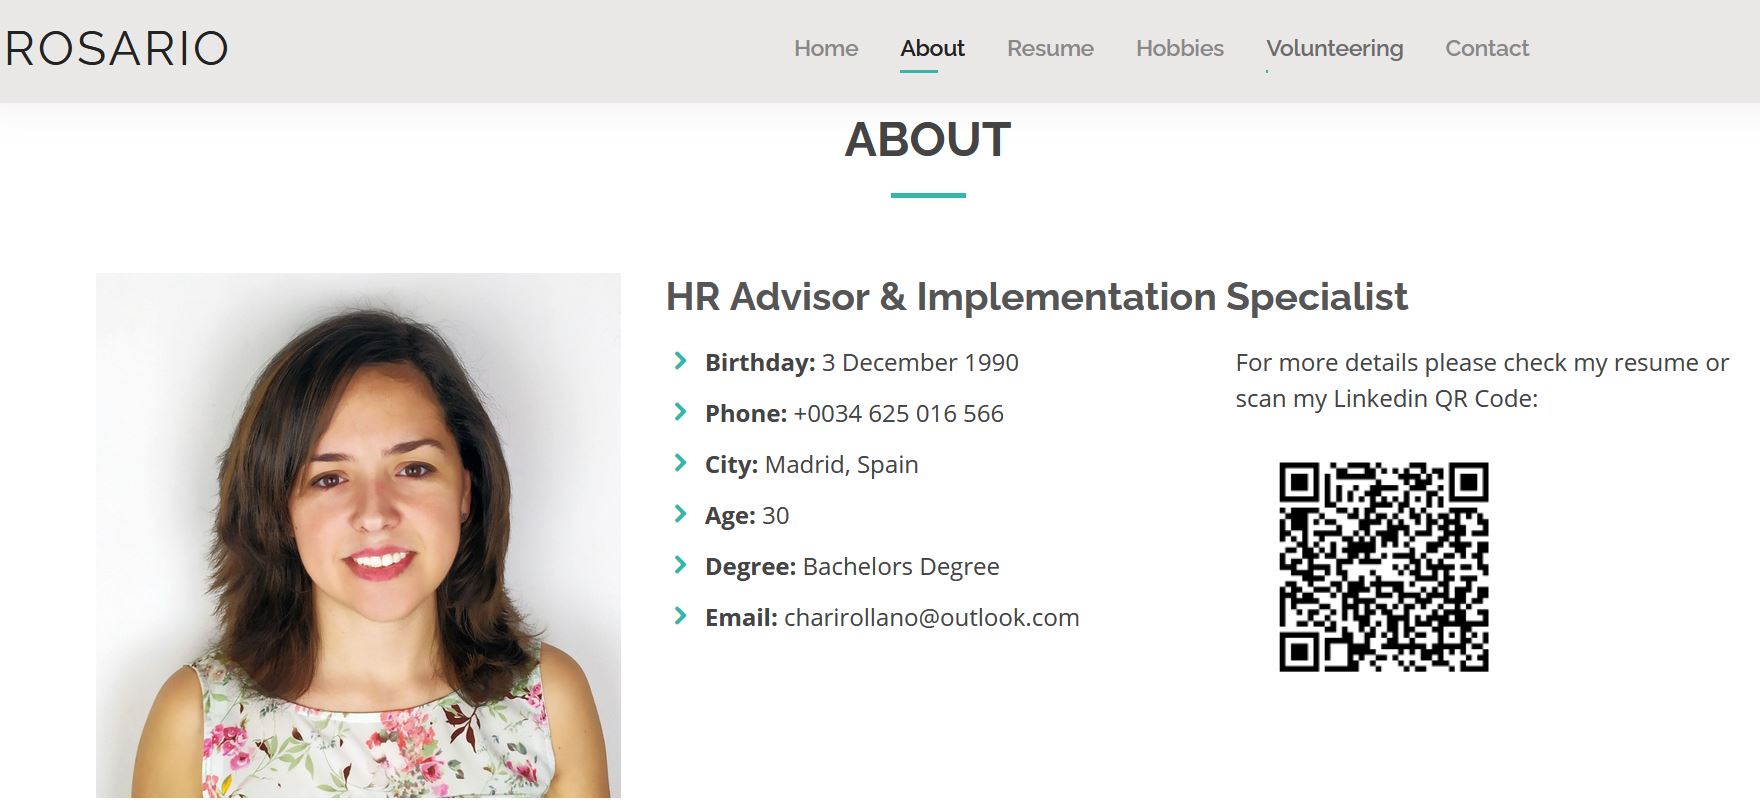 ROSARIO
Home About Resume Hobbies Volunteering Contact
ABOUT
HR Advisor & Implementation Specialist
Birthday: 3 December 1990
Phone: +0034 625 016 566
City: Madrid, Spain
Age: 30
Degree: Bachelors Degree
Email: charirollano@outlook.com
For more details please check my resume or
scan my Linkedin QR Code: